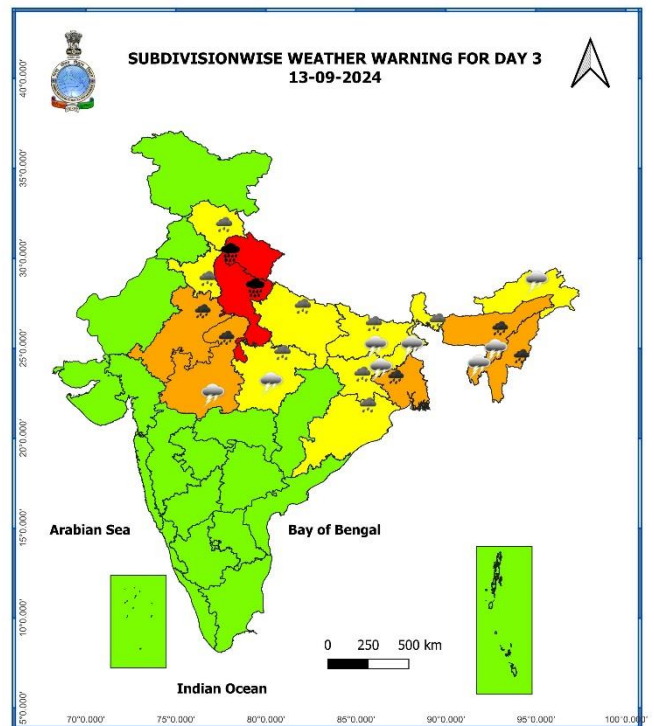 SUBDIVISIONWISE WEATHER WARNING FOR DAY 3
13-09-2024
40°0.000'
35°0.000'
30°0.000'
25°0.000'
20°0.000'
15°0.000'
10°0.000'
5°0.000'
Arabian Sea
Bay of Bengal
0 250 500 km
Indian Ocean
70°0.000' 75°0.000' 80°0.000' 85°0.000' 90°0.000' 95°0.000' 100°0.000'